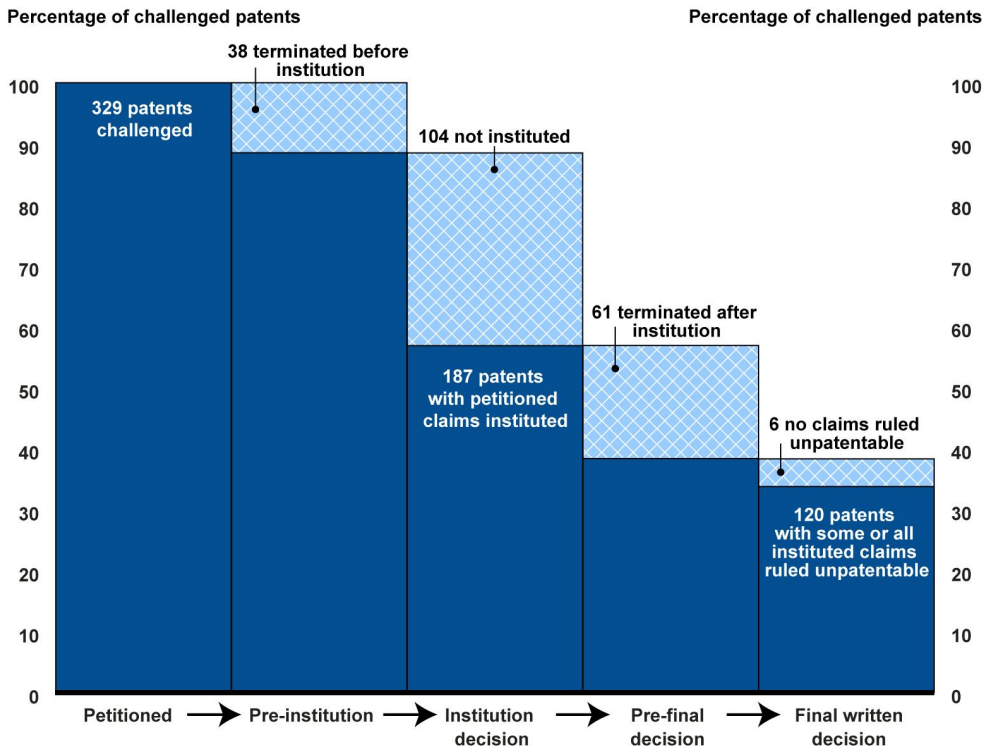 Percentage of challenged patents
Percentage of challenged patents
38 terminated before
institution
100
90
80
70
60
50
40
30
20
10
0
329 patents
challenged
104 not instituted
187 patents
with petitioned
claims instituted
61 terminated after
institution
6 no claims ruled
unpatentable
120 patents
with some or all
instituted claims
ruled unpatentable
100
90
80
70
60
50
40
30
20
10
0
Petitioned
Pre-institution
Institution
decision
Pre-final
decision
Final written
decision